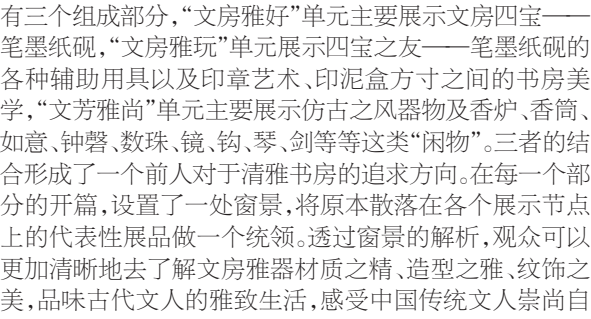 有三个组成部分，“文房雅好”单元主要展示文房四宝——
笔墨纸砚，“文房雅玩”单元展示四宝之友——笔墨纸砚的
各种辅助用具以及印章艺术、印泥盒方寸之间的书房美
学，“文芳雅尚”单元主要展示仿古之风器物及香炉、香筒、
如意、钟磬、数珠、镜、钩、琴、剑等等这类“闲物”。三者的结
合形成了一个前人对于清雅书房的追求方向。在每一个部
分的开篇，设置了一处窗景，将原本散落在各个展示节点
上的代表性展品做一个统领。透过窗景的解析，观众可以
更加清晰地去了解文房雅器材质之精、造型之雅、纹饰之
美，品味古代文人的雅致生活，感受中国传统文人崇尚自